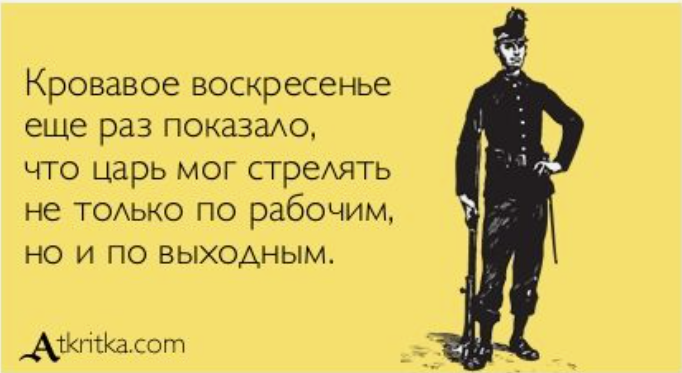 Кровавое воскресенье
еще раз показало,
что царь мог стрелять
не только по рабочим,
но и по выходным.
Atkritka.com